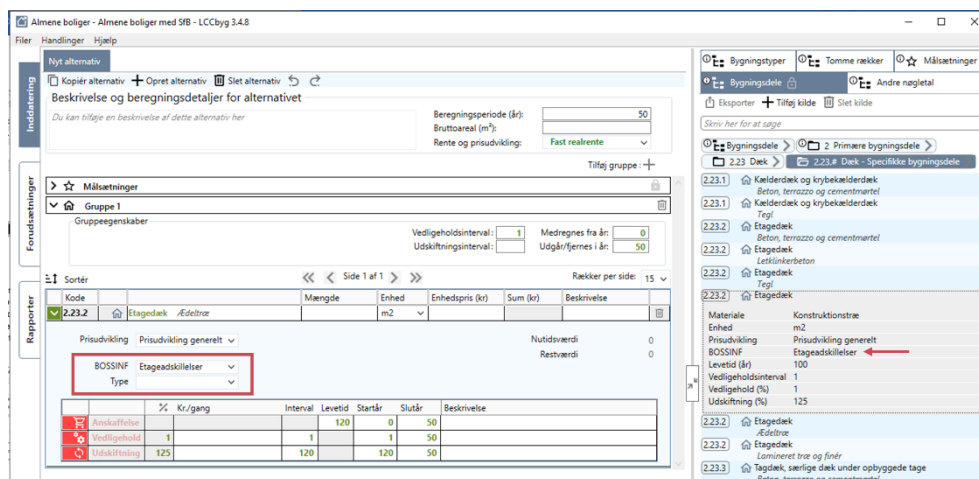 Almene boliger - Almene boliger med SfB - LCCbyg 3.4.8
Filer Handlinger Hjælp
Inddatering
Forudsætninger
Rapporter
Nyt alternativ
Kopiér alternativ Opret alternativ Slet alternativ
Beskrivelse og beregningsdetaljer for alternativet
Du kan tilføje en beskrivelse af dette alternativ her
Beregningsperiode (år): 50
Bruttoareal (m²):
Rente og prisudvikling: Fast realrente
Tilføj gruppe :
Målsætninger
Gruppe 1
Gruppeegenskaber
Vedligeholdsinterval : 1 Medregnes fra år: 0
Udskiftningsinterval : Udgår/fjernes i år: 50
Sortér Side 1 af 1 Rækker per side: 15
Kode Mængde Enhed Enhedspris (kr) Sum (kr) Beskrivelse
2.23.2 Etagedæk Ædeltræ m2
Prisudvikling Prisudvikling generelt Nutidsværdi 0
Restværdi 0
BOSSINF Etageadskillelser
Type
% Kr./gang Interval Levetid Startår Slutår Beskrivelse
Anskaffelse 120 0 50
Vedligehold 1 1 1 50
Udskiftning 125 120 120 50
Bygningstyper Tomme rækker Målsætninger
Bygningsdele Andre nøgletal
Eksporter Tilføj kilde Slet kilde
Skriv her for at søge
Bygningsdele 2 Primære bygningsdele
2.23 Dæk 2.23.# Dæk - Specifikke bygningsdele
2.23.1 Kælderdæk og krybekælderdæk
Beton, terrazzo og cementmørtel
2.23.1 Kælderdæk og krybekælderdæk
Tegl
2.23.2 Etagedæk
Beton, terrazzo og cementmørtel
2.23.2 Etagedæk
Letklinkerbeton
2.23.2 Etagedæk
Tegl
2.23.2 Etagedæk
Materiale Konstruktionstræ
Enhed m2
Prisudvikling Prisudvikling generelt
BOSSINF Etageadskillelser
Levetid (år) 100
Vedligeholdsinterval 1
Vedligehold (%) 1
Udskiftning (%) 125
2.23.2 Etagedæk
Ædeltræ
2.23.2 Etagedæk
Lamineret træ og finér
2.23.3 Tagdæk, særlige dæk under opbyggede tage
Beton, terrazzo og cementmørtel